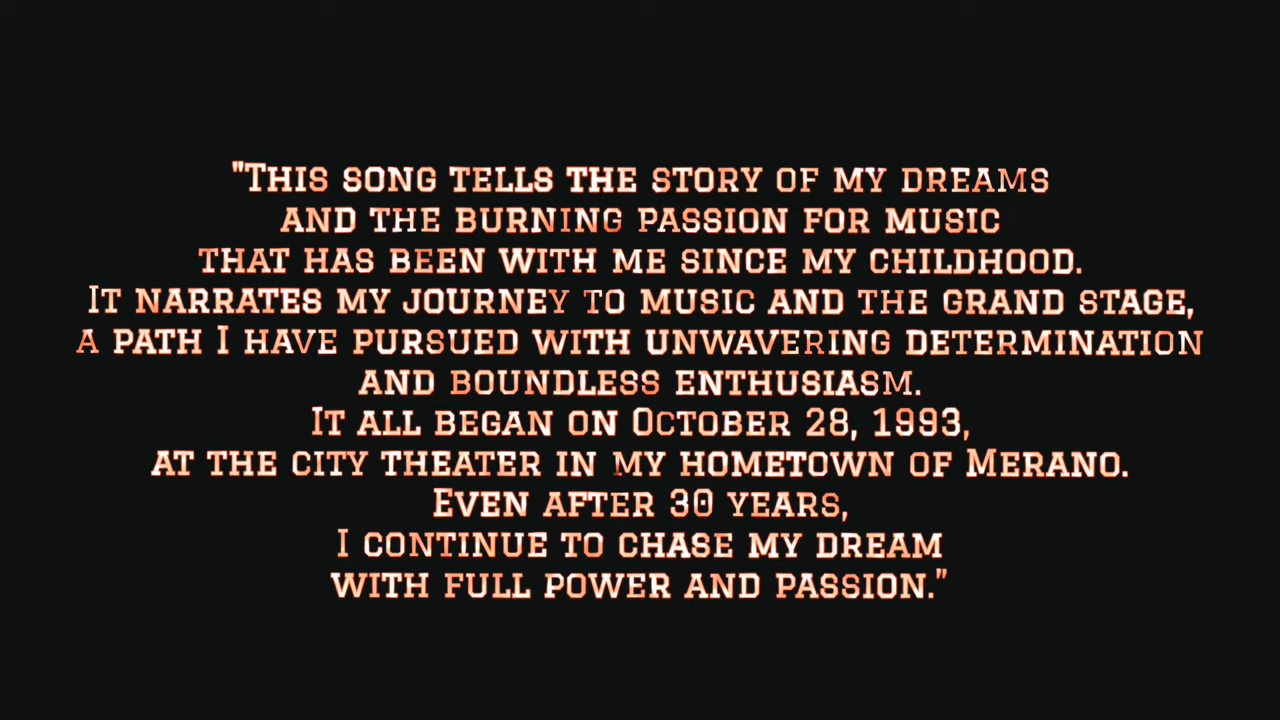 "This song tells the story of my dreams
and the burning passion for music
that has been with me since my childhood.
It narrates my journey to music and the grand stage,
a path I have pursued with unwavering determination
and boundless enthusiasm.
It all began on October 28, 1993,
at the city theater in my hometown of Merano.
Even after 30 years,
I continue to chase my dream
with full power and passion.”